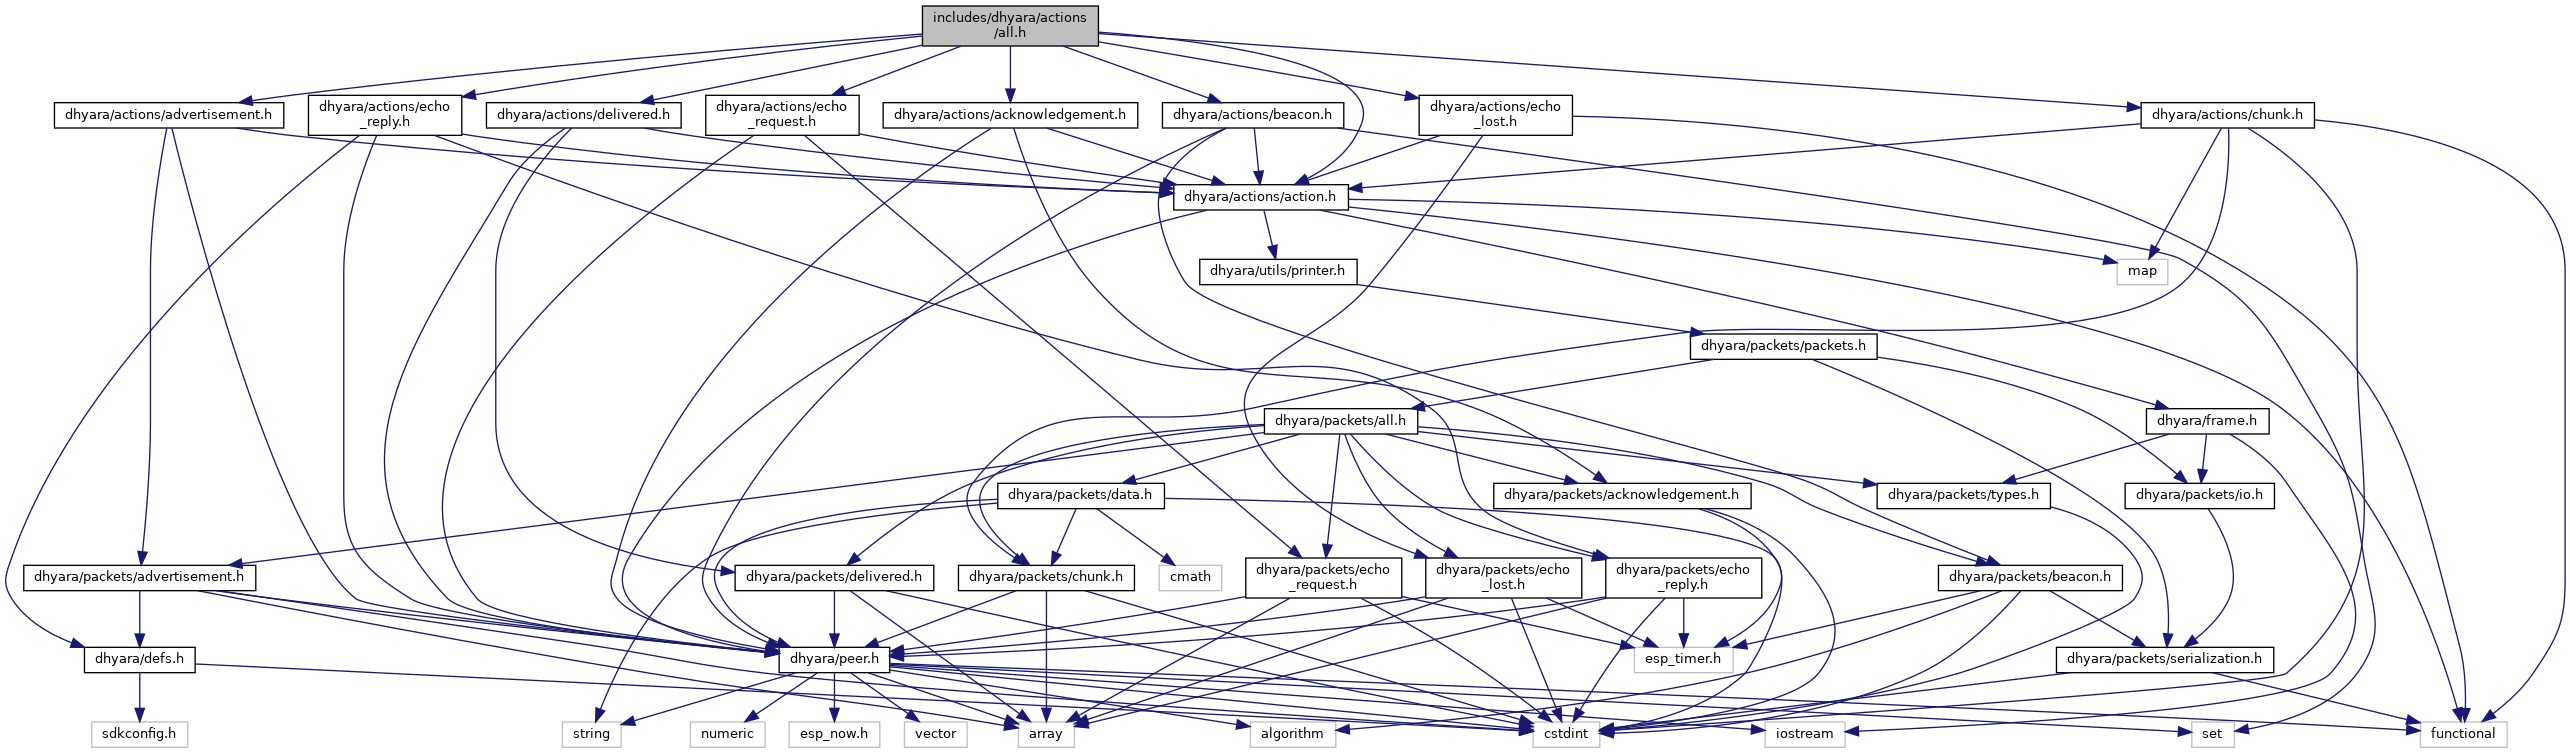 includes/dhyara/actions
/all.h
dhyara/actions/advertisement.h
dhyara/actions/echo
_reply.h
dhyara/actions/delivered.h
dhyara/actions/echo
_request.h
dhyara/actions/acknowledgement.h
dhyara/actions/beacon.h
dhyara/actions/echo
_lost.h
dhyara/actions/chunk.h
dhyara/actions/action.h
dhyara/utils/printer.h
map
dhyara/packets/packets.h
dhyara/packets/all.h
dhyara/frame.h
dhyara/packets/data.h
dhyara/packets/acknowledgement.h
dhyara/packets/types.h
dhyara/packets/io.h
dhyara/packets/advertisement.h
dhyara/packets/delivered.h
dhyara/packets/chunk.h
cmath
dhyara/packets/echo
_request.h
dhyara/packets/echo
_lost.h
dhyara/packets/echo
_reply.h
dhyara/packets/beacon.h
dhyara/defs.h
dhyara/peer.h
esp_timer.h
dhyara/packets/serialization.h
sdkconfig.h
string
numeric
esp_now.h
vector
array
algorithm
cstdint
iostream
set
functional